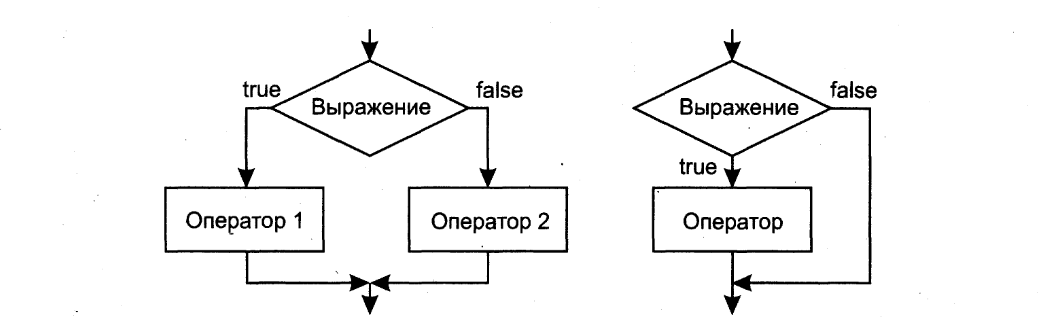 true
Выражение
false
Оператор 1
Оператор 2
Выражение
false
true
Оператор